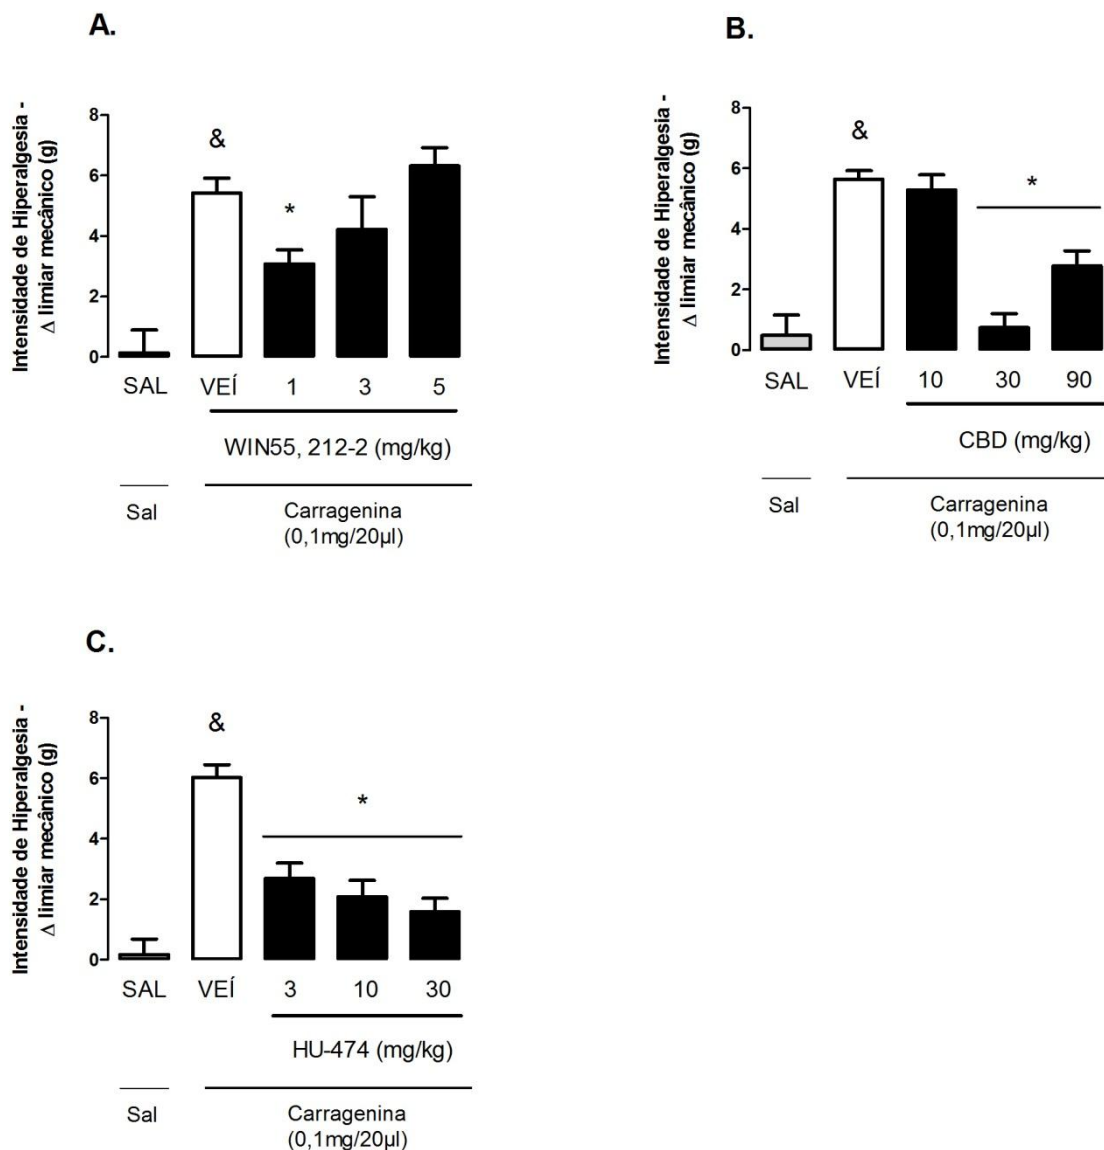 A.
Intensidade de Hiperalgesia -
Δ limiar mecânico (g)
8
6
4
2
0
&
*
SAL VEÍ 1 3 5
WIN55, 212-2 (mg/kg)
Sal
Carragenina
(0,1mg/20µl)
B.
Intensidade de Hiperalgesia -
Δ limiar mecânico (g)
8
6
4
2
0
&
*
SAL VEÍ 10 30 90
CBD (mg/kg)
Sal
Carragenina
(0,1mg/20µl)
C.
Intensidade de Hiperalgesia -
Δ limiar mecânico (g)
8
6
4
2
0
&
*
SAL VEÍ 3 10 30
HU-474 (mg/kg)
Sal
Carragenina
(0,1mg/20µl)